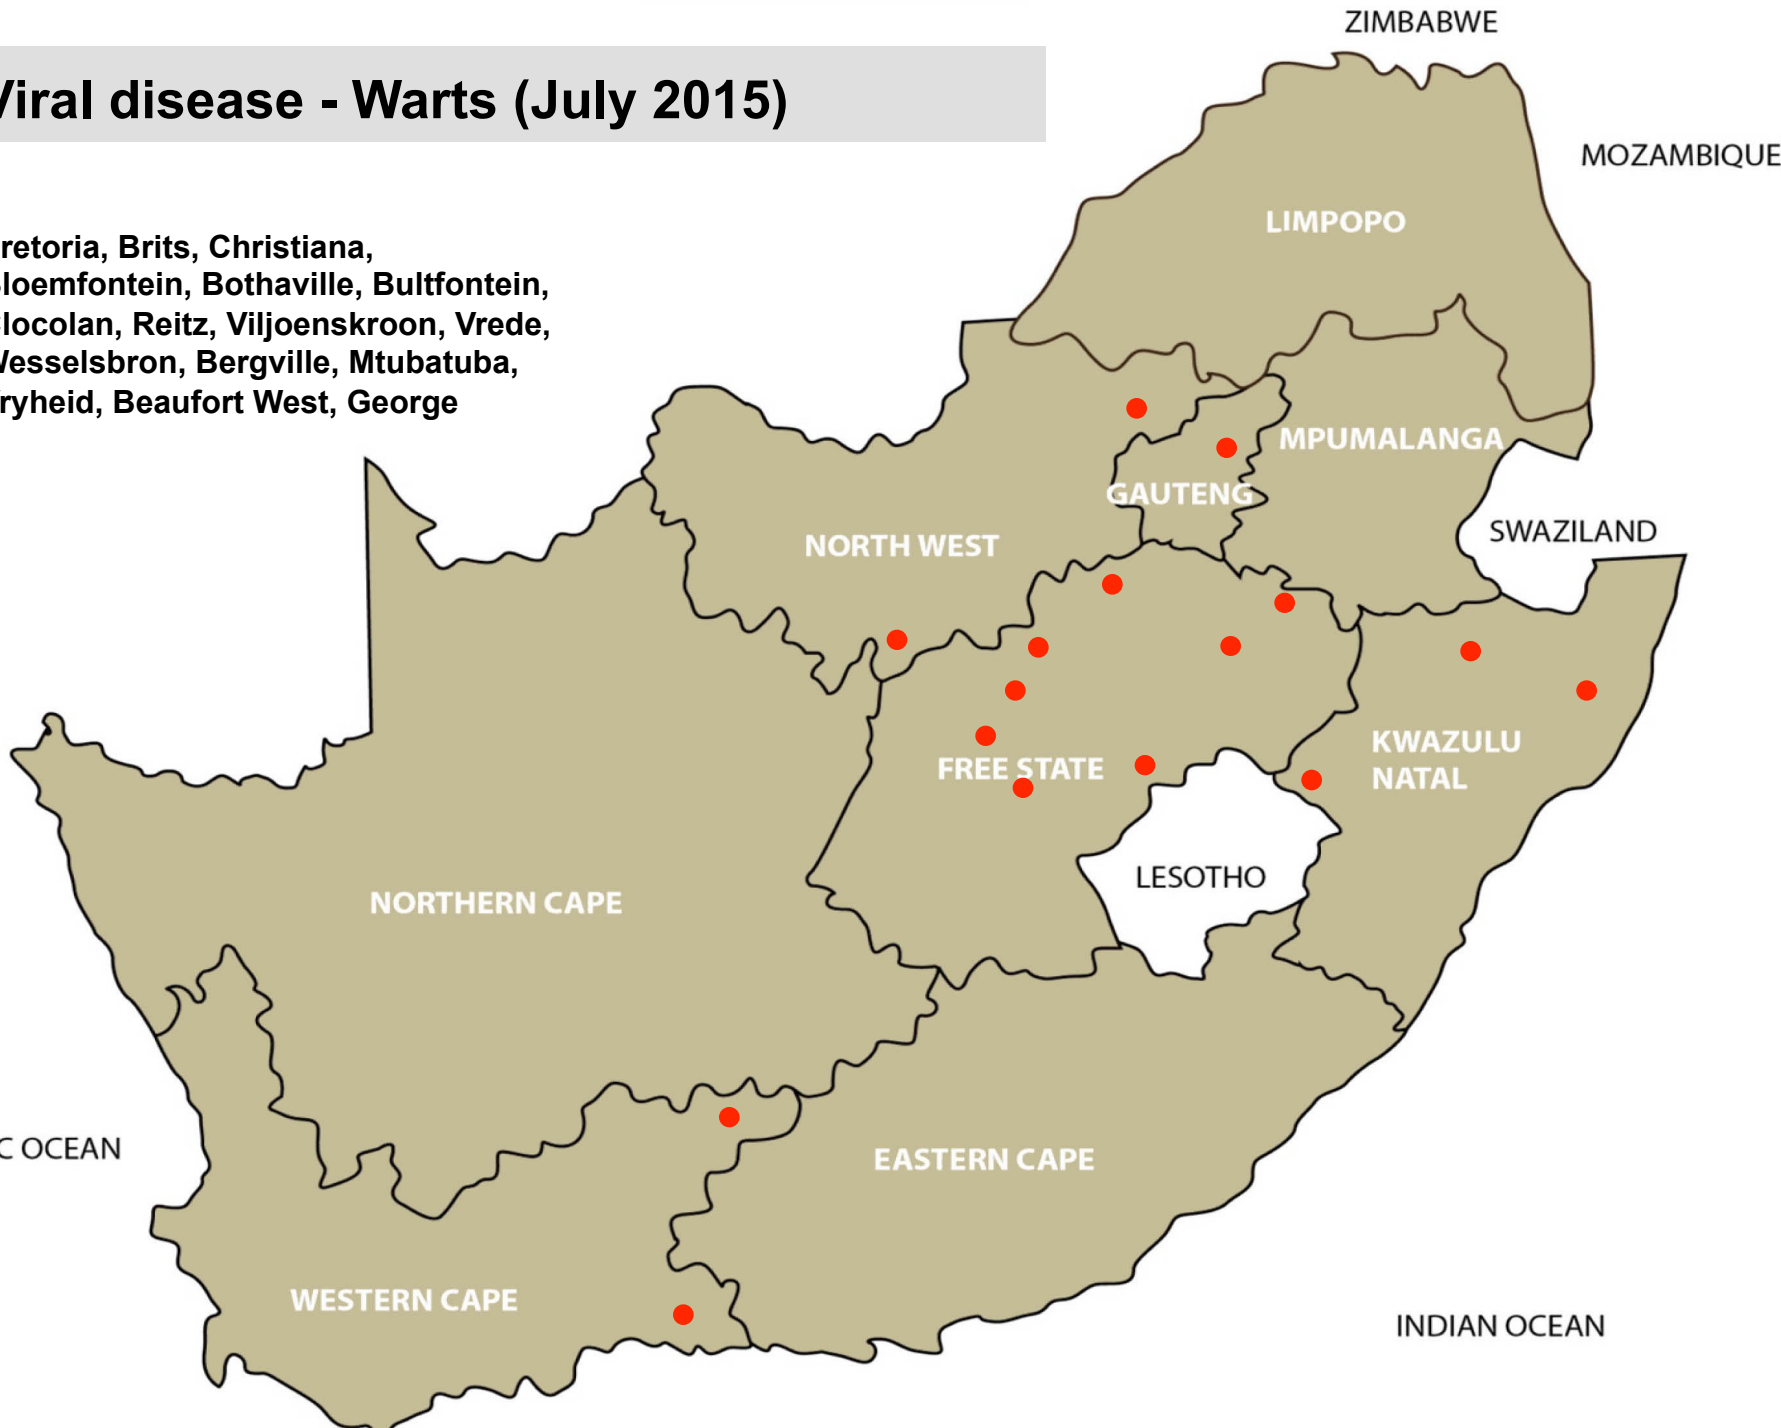 ZIMBABWE
Viral disease - Warts (July 2015)
MOZAMBIQUE
LIMPOPO
retoria, Brits, Christiana,
loemfontein, Bothaville, Bultfontein,
locolan, Reitz, Viljoenskroon, Vrede,
Wesselsbron, Bergville, Mtubatuba,
ryheid, Beaufort West, George
MPUMALANGA
GAUTENG
SWAZILAND
NORTH WEST
KWAZULU
NATAL
FREE STATE
LESOTHO
NORTHERN CAPE
C OCEAN
EASTERN CAPE
WESTERN CAPE
INDIAN OCEAN